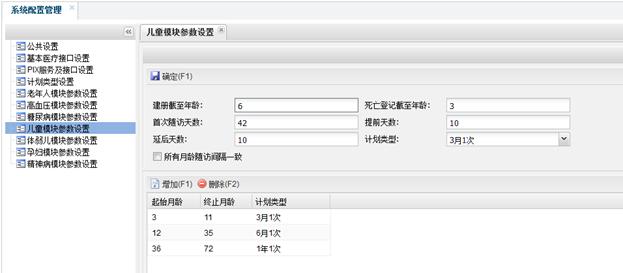 系统配置管理
公共设置
基本医疗接口设置
PIX服务及接口设置
计划类型设置
老年人模块参数设置
高血压模块参数设置
糖尿病模块参数设置
儿童模块参数设置
体弱儿模块参数设置
孕妇模块参数设置
精神病模块参数设置
儿童模块参数设置
确定(F1)
建册截至年龄: 6 死亡登记截至年龄: 3
首次随访天数: 42 提前天数: 10
延后天数: 10 计划类型: 3月1次
所有月龄随访间隔一致
增加(F1) 删除(F2)
起始月龄 终止月龄 计划类型
3 11 3月1次
12 35 6月1次
36 72 1年1次